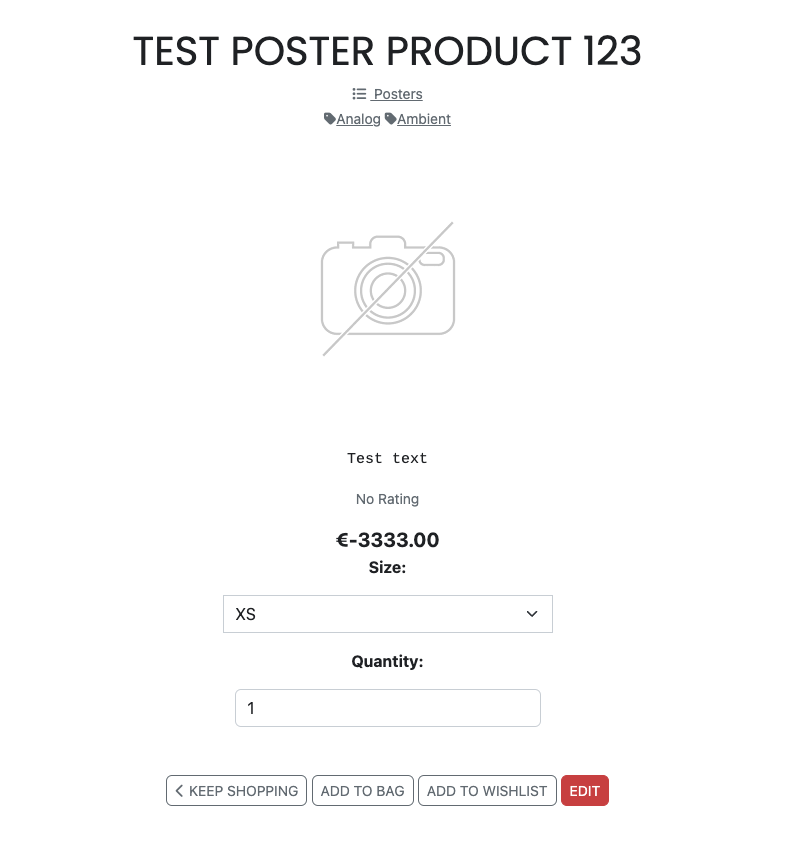 TEST POSTER PRODUCT 123
Posters
Analog Ambient
Test text
No Rating
€-3333.00
Size:
XS
Quantity:
1
KEEP SHOPPING ADD TO BAG ADD TO WISHLIST EDIT